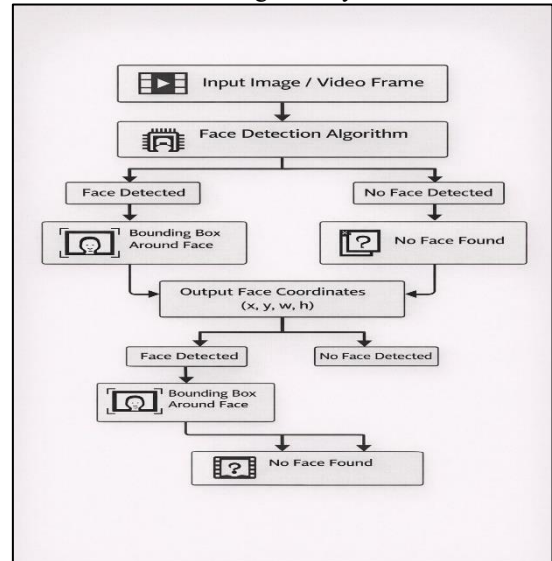 Input Image / Video Frame
Face Detection Algorithm
Face Detected
No Face Detected
Bounding Box
Around Face
No Face Found
Output Face Coordinates
(x, y, w, h)
Face Detected
No Face Detected
Bounding Box
Around Face
No Face Found